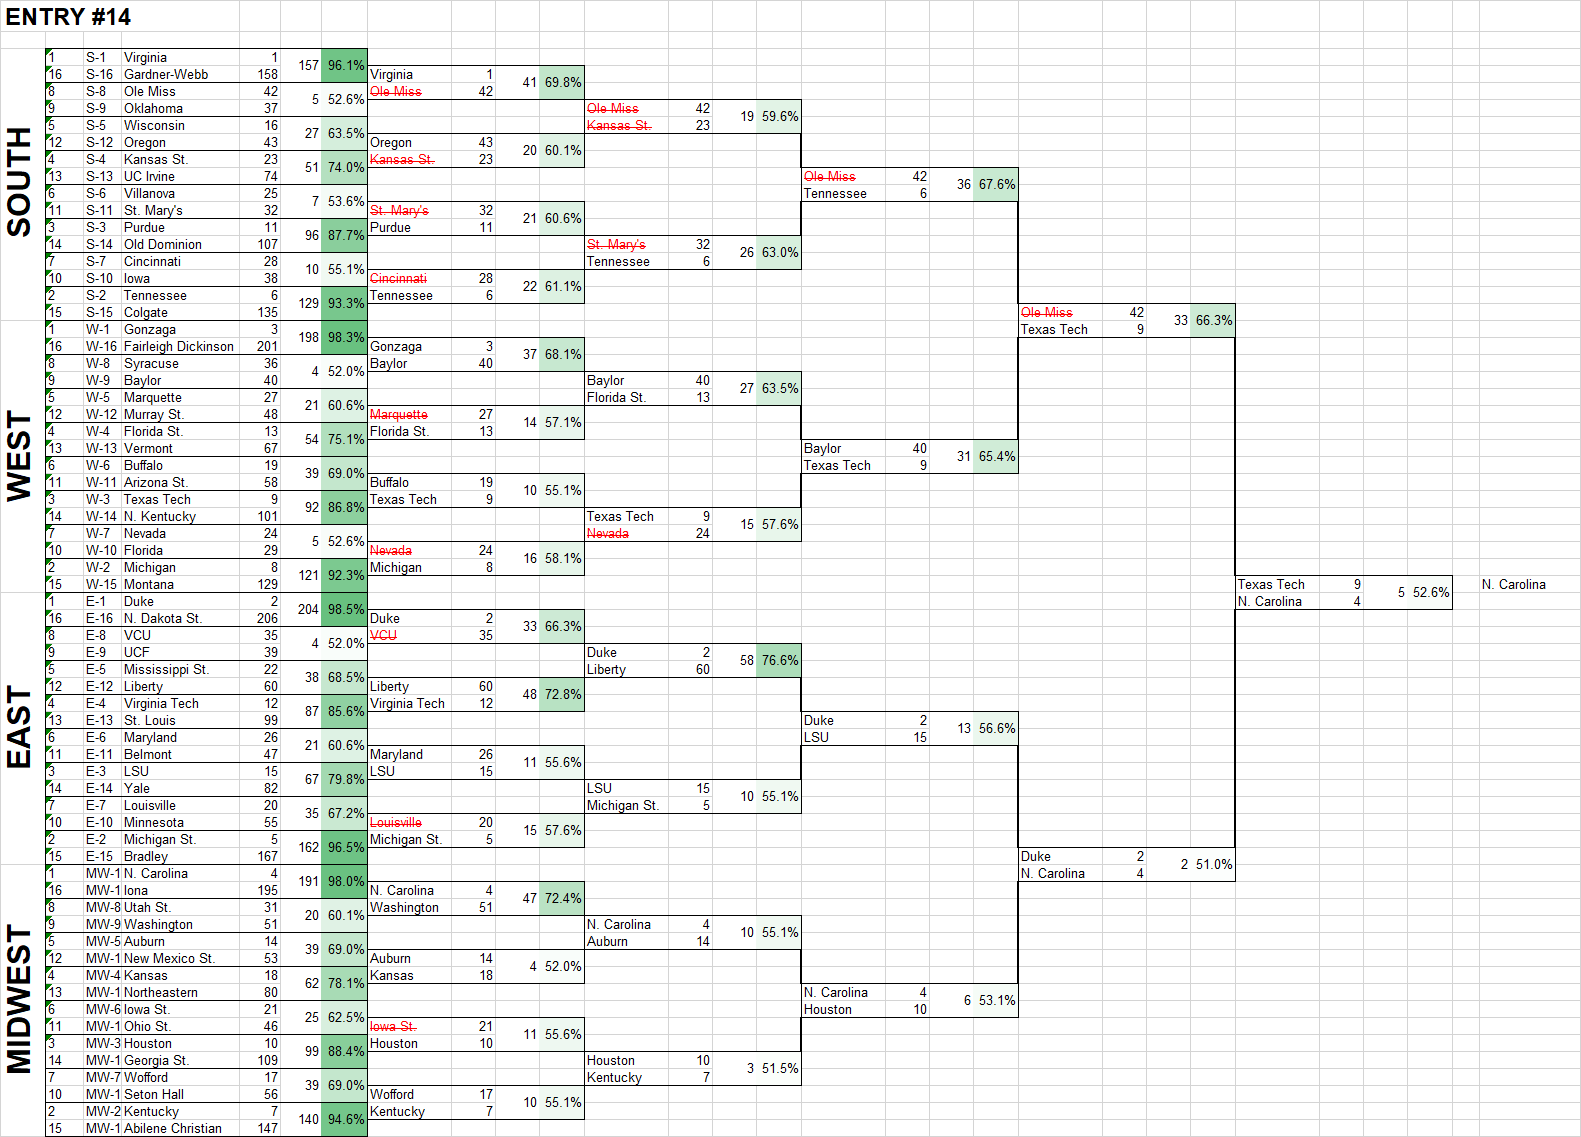 ENTRY #14
SOUTH
1 S-1 Virginia 1
157 96.1%
16 S-16 Gardner-Webb 158
8 S-8 Ole Miss 42
5 52.6%
9 S-9 Oklahoma 37
5 S-5 Wisconsin 16
27 63.5%
12 S-12 Oregon 43
4 S-4 Kansas St. 23
51 74.0%
13 S-13 UC Irvine 74
6 S-6 Villanova 25
7 53.6%
11 S-11 St. Mary's 32
3 S-3 Purdue 11
96 87.7%
14 S-14 Old Dominion 107
7 S-7 Cincinnati 28
10 55.1%
10 S-10 Iowa 38
2 S-2 Tennessee 6
129 93.3%
15 S-15 Colgate 135
WEST
1 W-1 Gonzaga 3
198 98.3%
16 W-16 Fairleigh Dickinson 201
8 W-8 Syracuse 36
4 52.0%
9 W-9 Baylor 40
5 W-5 Marquette 27
21 60.6%
12 W-12 Murray St. 48
4 W-4 Florida St. 13
54 75.1%
13 W-13 Vermont 67
6 W-6 Buffalo 19
39 69.0%
11 W-11 Arizona St. 58
3 W-3 Texas Tech 9
92 86.8%
14 W-14 N. Kentucky 101
7 W-7 Nevada 24
5 52.6%
10 W-10 Florida 29
2 W-2 Michigan 8
121 92.3%
15 W-15 Montana 129
EAST
1 E-1 Duke 2
204 98.5%
16 E-16 N. Dakota St. 206
8 E-8 VCU 35
4 52.0%
9 E-9 UCF 39
5 E-5 Mississippi St. 22
38 68.5%
12 E-12 Liberty 60
4 E-4 Virginia Tech 12
87 85.6%
13 E-13 St. Louis 99
6 E-6 Maryland 26
21 60.6%
11 E-11 Belmont 47
3 E-3 LSU 15
67 79.8%
14 E-14 Yale 82
7 E-7 Louisville 20
35 67.2%
10 E-10 Minnesota 55
2 E-2 Michigan St. 5
162 96.5%
15 E-15 Bradley 167
MIDWEST
1 MW-1 N. Carolina 4
191 98.0%
16 MW-1 Iona 195
8 MW-8 Utah St. 31
20 60.1%
9 MW-9 Washington 51
5 MW-5 Auburn 14
39 69.0%
12 MW-1 New Mexico St. 53
4 MW-4 Kansas 18
62 78.1%
13 MW-1 Northeastern 80
6 MW-6 Iowa St. 21
25 62.5%
11 MW-1 Ohio St. 46
3 MW-3 Houston 10
99 88.4%
14 MW-1 Georgia St. 109
7 MW-7 Wofford 17
39 69.0%
10 MW-1 Seton Hall 56
2 MW-2 Kentucky 7
140 94.6%
15 MW-1 Abilene Christian 147
Virginia 1
41 69.8%
Ole Miss 42
Oregon 43
20 60.1%
Kansas St. 23
St. Mary's 32
21 60.6%
Purdue 11
Cincinnati 28
22 61.1%
Tennessee 6
Gonzaga 3
37 68.1%
Baylor 40
Marquette 27
14 57.1%
Florida St. 13
Buffalo 19
10 55.1%
Texas Tech 9
Nevada 24
16 58.1%
Michigan 8
Duke 2
33 66.3%
VCU 35
Liberty 60
48 72.8%
Virginia Tech 12
Maryland 26
11 55.6%
LSU 15
Louisville 20
15 57.6%
Michigan St. 5
N. Carolina 4
47 72.4%
Washington 51
Auburn 14
4 52.0%
Kansas 18
Iowa St. 21
11 55.6%
Houston 10
Wofford 17
10 55.1%
Kentucky 7
Ole Miss 42
19 59.6%
Kansas St. 23
St. Mary's 32
26 63.0%
Tennessee 6
Baylor 40
27 63.5%
Florida St. 13
Texas Tech 9
15 57.6%
Nevada 24
Duke 2
58 76.6%
Liberty 60
LSU 15
10 55.1%
Michigan St. 5
N. Carolina 4
10 55.1%
Auburn 14
Houston 10
3 51.5%
Kentucky 7
Ole Miss 42
36 67.6%
Tennessee 6
Baylor 40
31 65.4%
Texas Tech 9
Duke 2
13 56.6%
LSU 15
N. Carolina 4
6 53.1%
Houston 10
Ole Miss 42
33 66.3%
Texas Tech 9
Duke 2
2 51.0%
N. Carolina 4
Texas Tech 9
5 52.6%
N. Carolina 4
N. Carolina